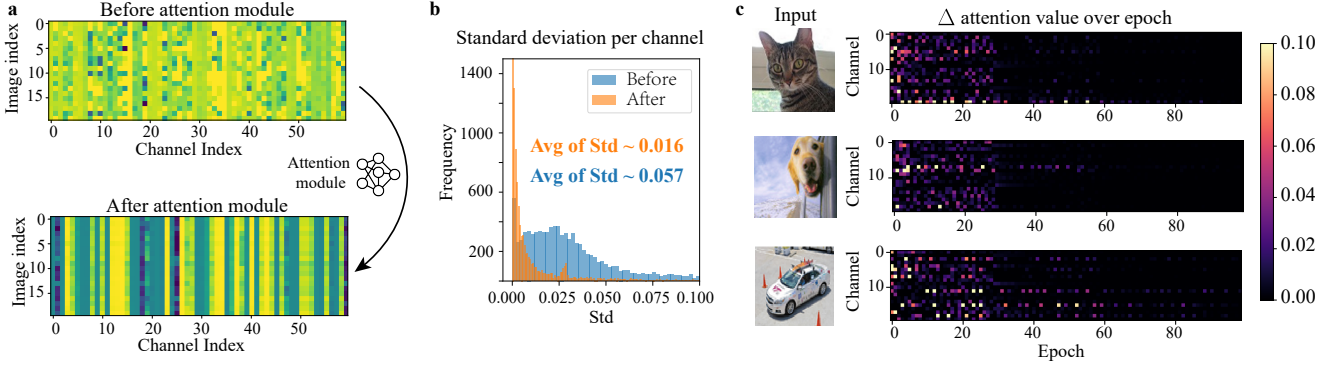 a
Before attention module
Image index
0
5
10
15
0 10 20 30 40 50
Channel Index
Attention
module
After attention module
Image index
0
5
10
15
0 10 20 30 40 50
Channel Index
b
Standard deviation per channel
Before
After
Avg of Std ~ 0.016
Avg of Std ~ 0.057
Frequency
1400
1000
600
200
0.000 0.025 0.050 0.075 0.100
Std
c
Input
Δ attention value over epoch
Channel
0
10
0 20 40 60 80
Channel
0
10
0 20 40 60 80
Channel
0
10
0 20 40 60 80
Epoch
0.10
0.08
0.06
0.04
0.02
0.00